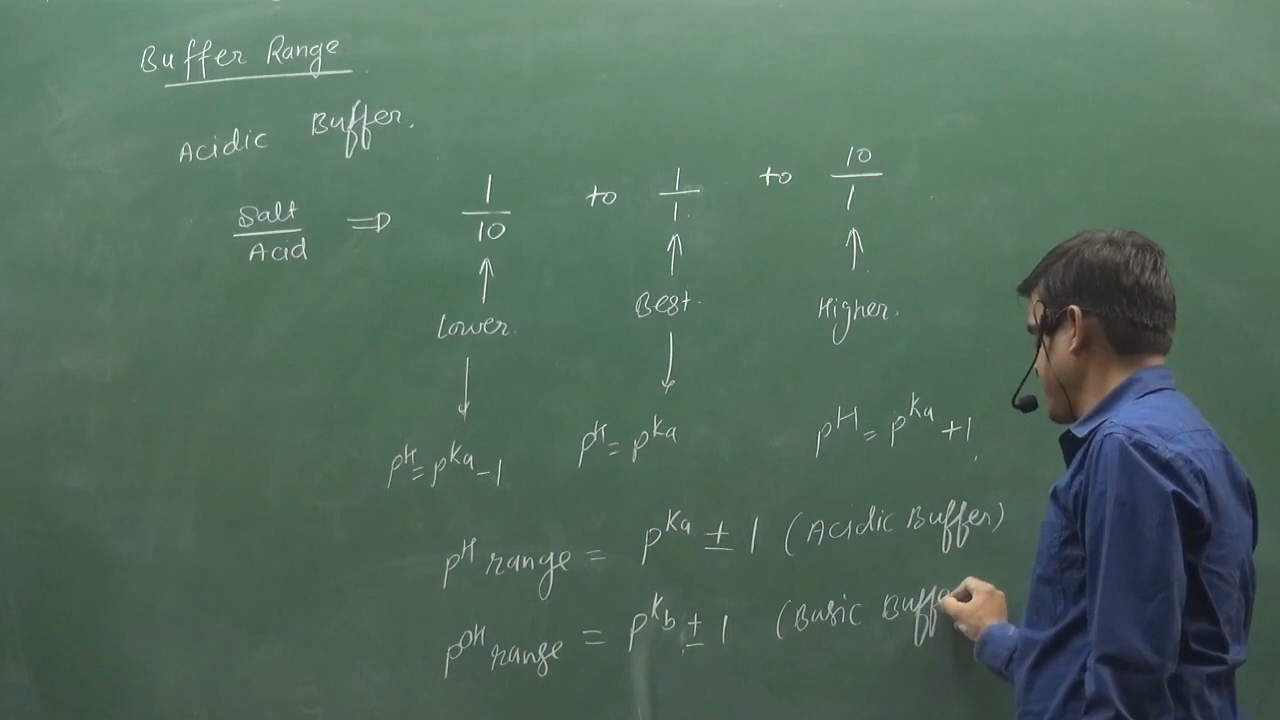 Buffer Range
Acidic Buffer.
Salt/Acid ⇒ 1/10 to 1/1 to 10/1
↑ ↑ ↑
Lower. Best. Higher.
↓ ↓
pH = pKa - 1 pH = pKa pH = pKa + 1
pH range = pKa ± 1 (Acidic Buffer)
pOH range = pKb ± 1 (Basic Buffe